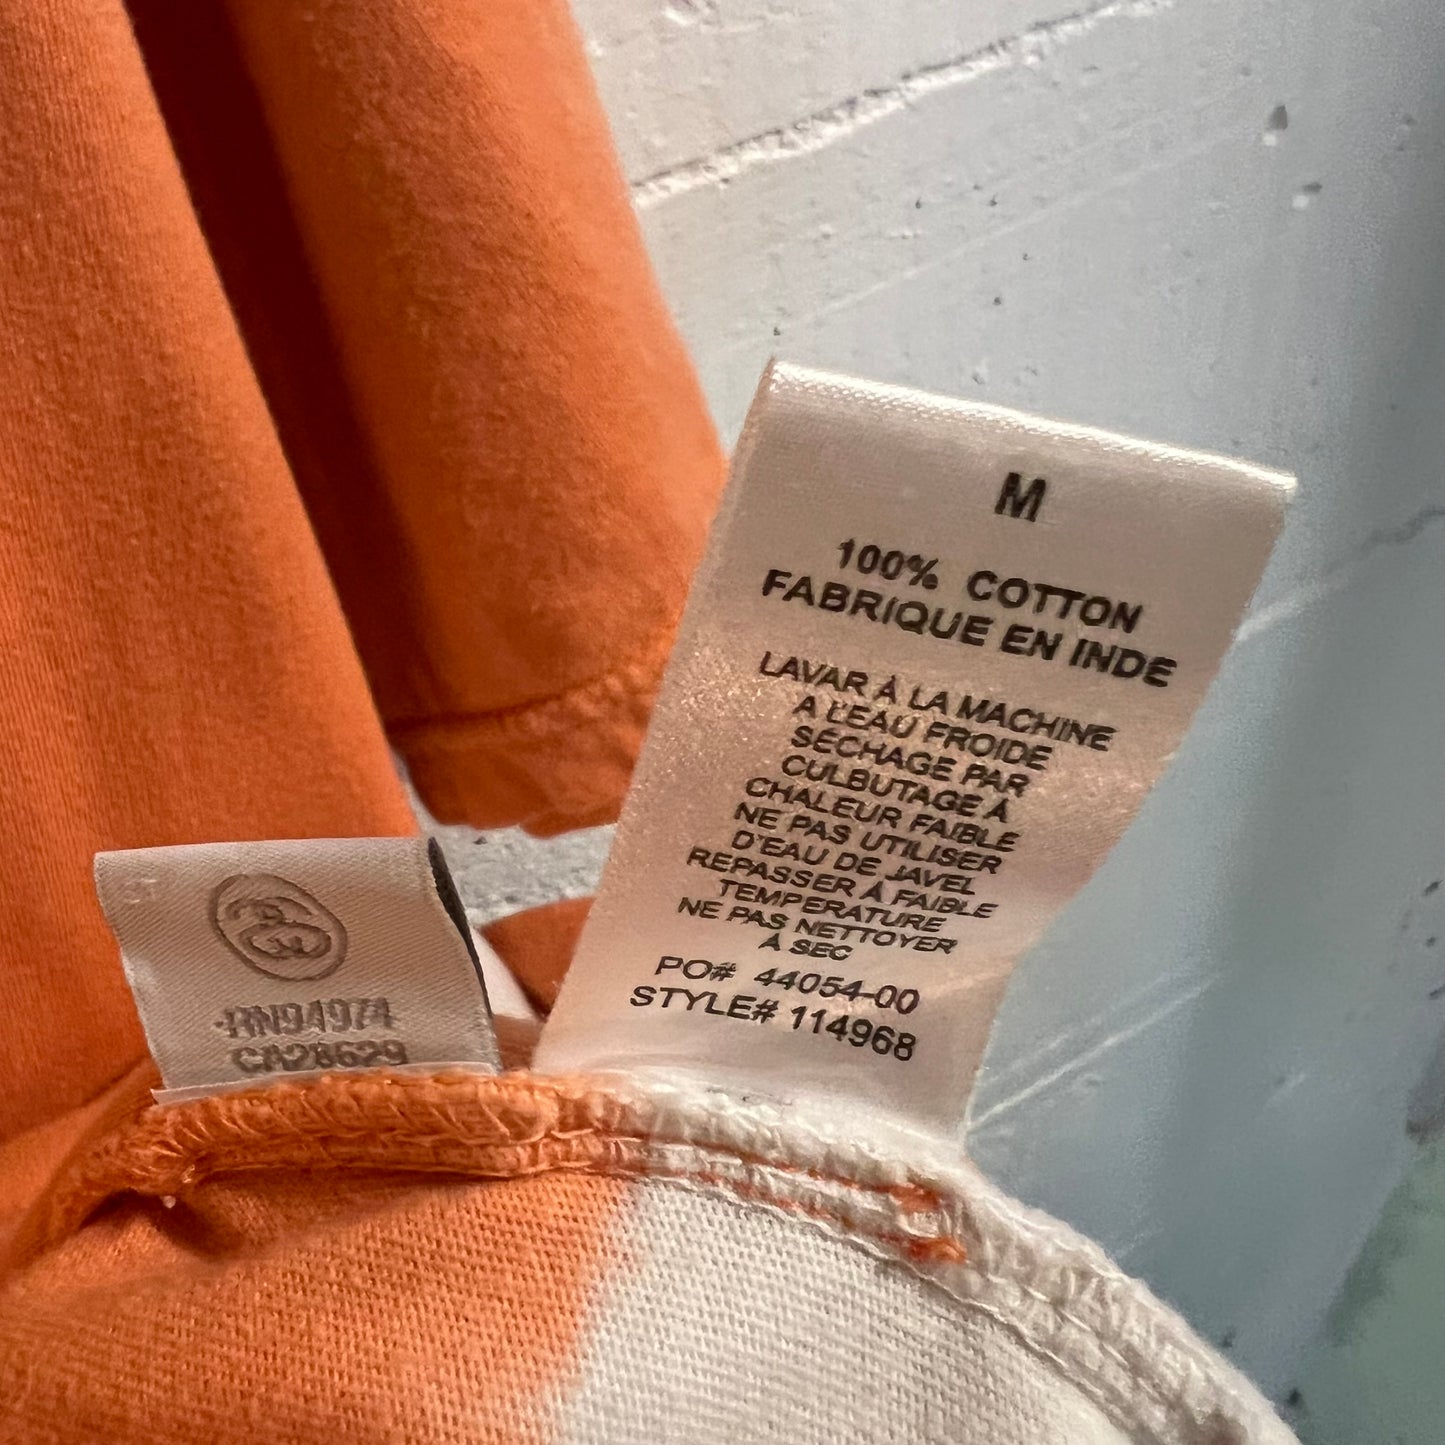 M
100% COTTON
FABRIQUE EN INDE
LAVAR À LA MACHINE
A L'EAU FROIDE
SÉCHAGE PAR
CULBUTAGE À
CHALEUR FAIBLE
NE PAS UTILISER
D'EAU DE JAVEL
REPASSER À FAIBLE
TEMPERATURE
NE PAS NETTOYER
À SEC
PO# 44054-00
STYLE# 114968
RN94974
CA28629